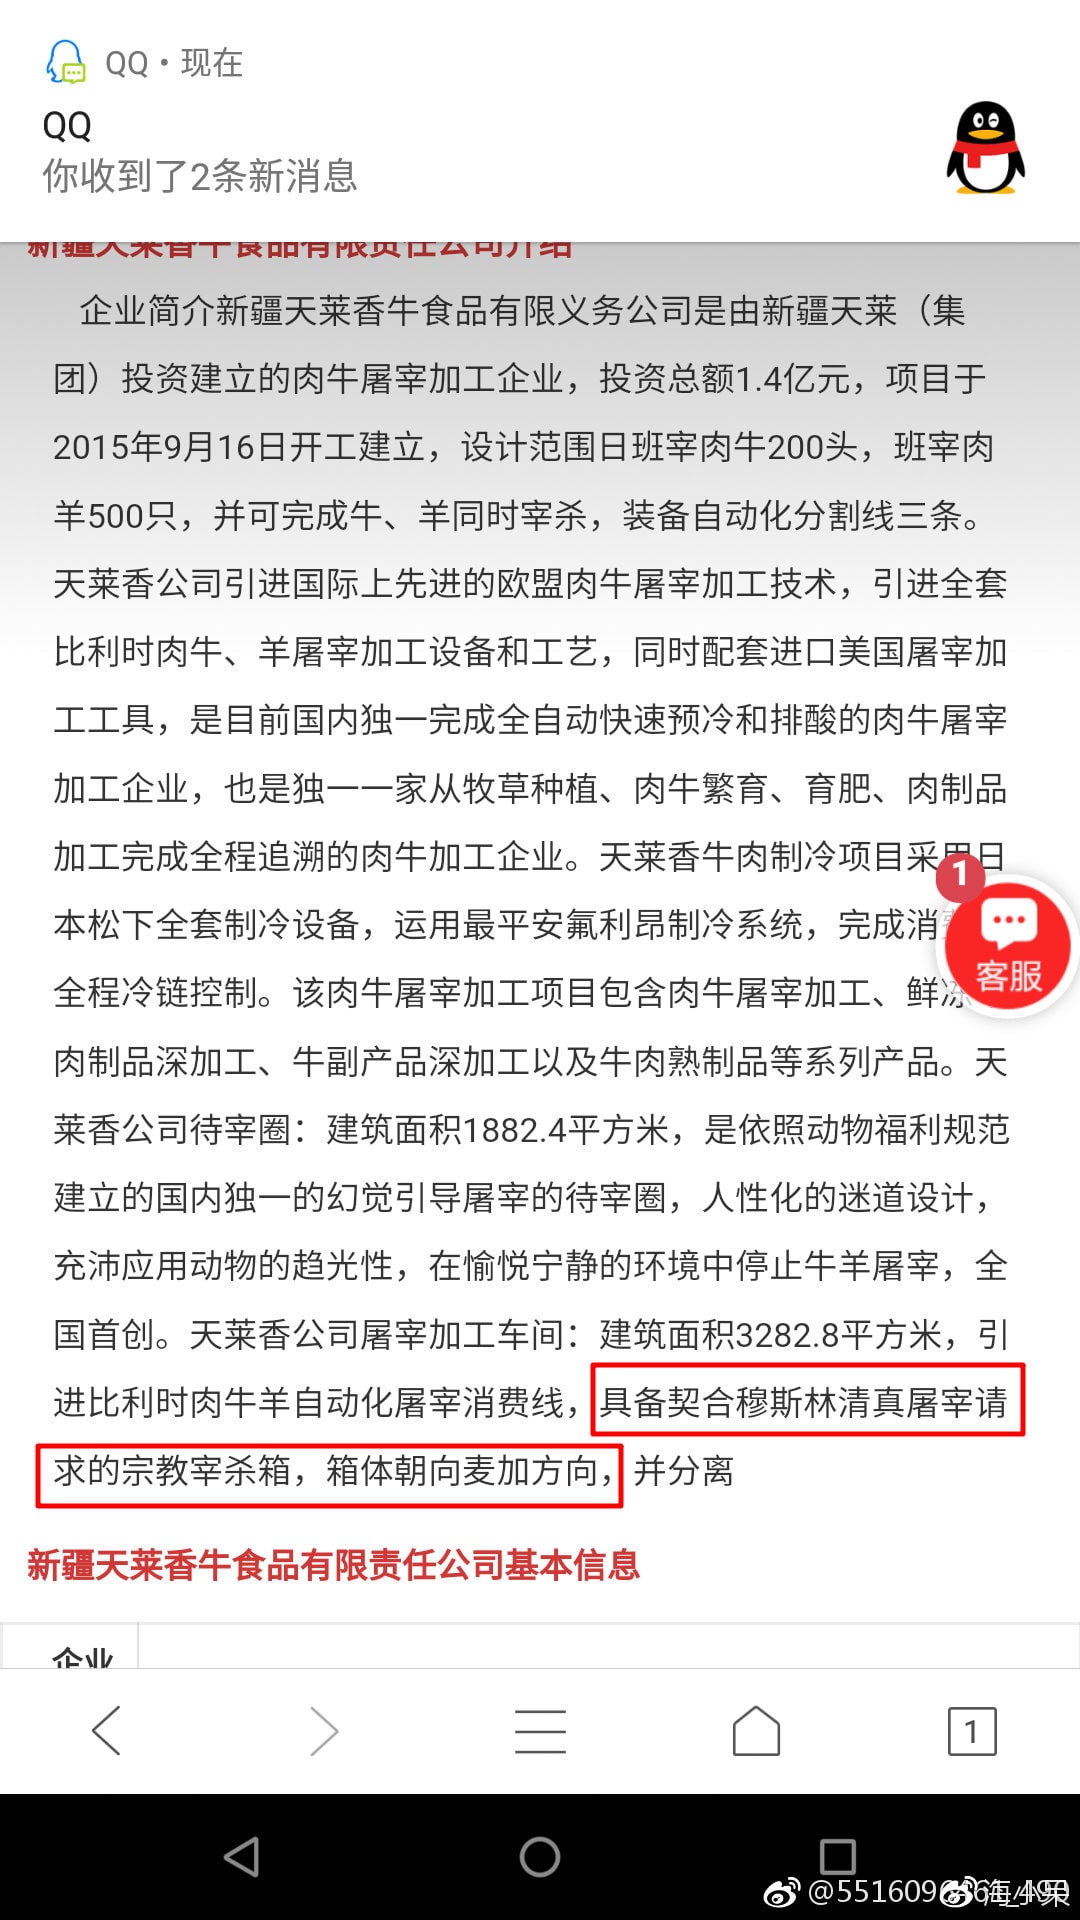 QQ · 现在
QQ
你收到了2条新消息
新疆天莱香牛食品有限责任公司介绍
企业简介新疆天莱香牛食品有限义务公司是由新疆天莱（集
团）投资建立的肉牛屠宰加工企业，投资总额1.4亿元，项目于
2015年9月16日开工建立，设计范围日班宰肉牛200头，班宰肉
羊500只，并可完成牛、羊同时宰杀，装备自动化分割线三条。
天莱香公司引进国际上先进的欧盟肉牛屠宰加工技术，引进全套
比利时肉牛、羊屠宰加工设备和工艺，同时配套进口美国屠宰加
工工具，是目前国内独一完成全自动快速预冷和排酸的肉牛屠宰
加工企业，也是独一一家从牧草种植、肉牛繁育、育肥、肉制品
加工完成全程追溯的肉牛加工企业。天莱香牛肉制冷项目采用日
本松下全套制冷设备，运用最平安氟利昂制冷系统，完成消
全程冷链控制。该肉牛屠宰加工项目包含肉牛屠宰加工、鲜冻
肉制品深加工、牛副产品深加工以及牛肉熟制品等系列产品。天
莱香公司待宰圈：建筑面积1882.4平方米，是依照动物福利规范
建立的国内独一的幻觉引导屠宰的待宰圈，人性化的迷道设计，
充沛应用动物的趋光性，在愉悦宁静的环境中停止牛羊屠宰，全
国首创。天莱香公司屠宰加工车间：建筑面积3282.8平方米，引
进比利时肉牛羊自动化屠宰消费线，具备契合穆斯林清真屠宰请
求的宗教宰杀箱，箱体朝向麦加方向，并分离
1
客服
新疆天莱香牛食品有限责任公司基本信息
企业
1